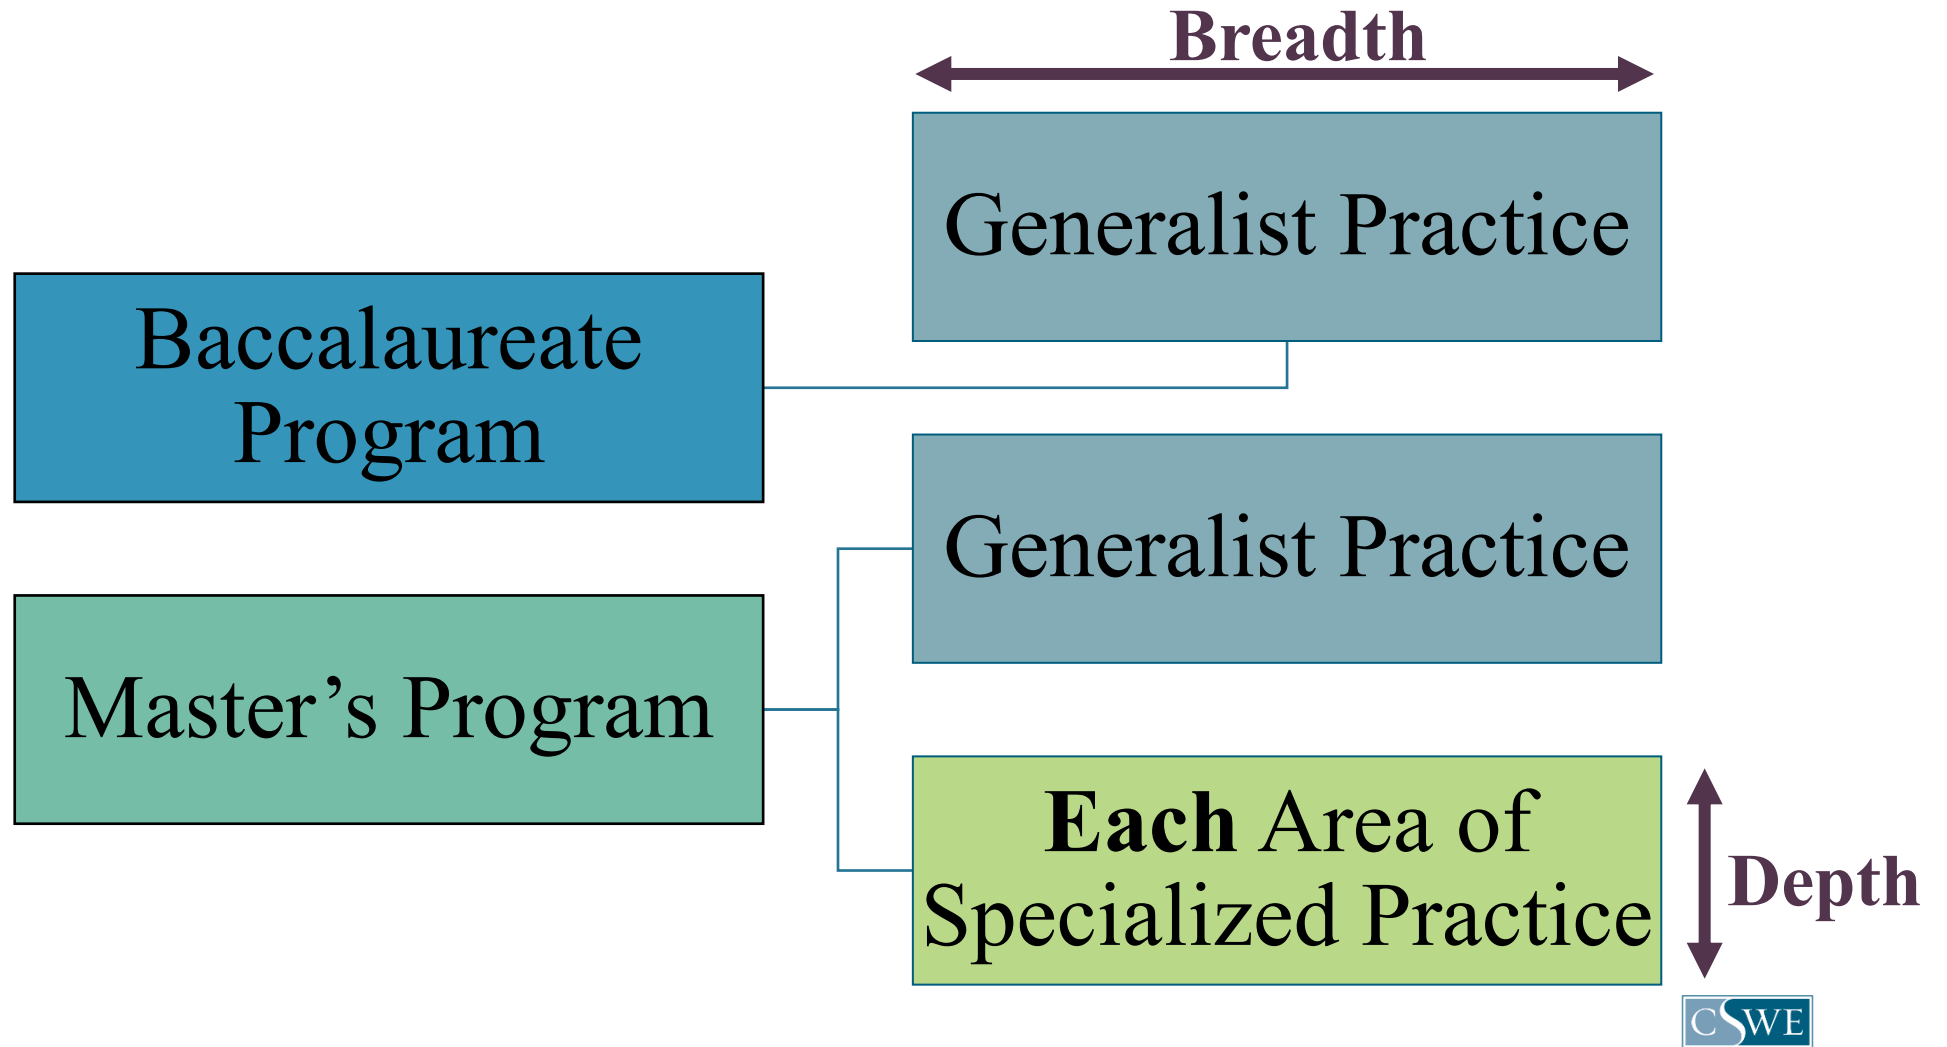 Breadth
Generalist Practice
Baccalaureate
Program
Generalist Practice
Master’s Program
Each Area of
Specialized Practice
Depth
CSWE